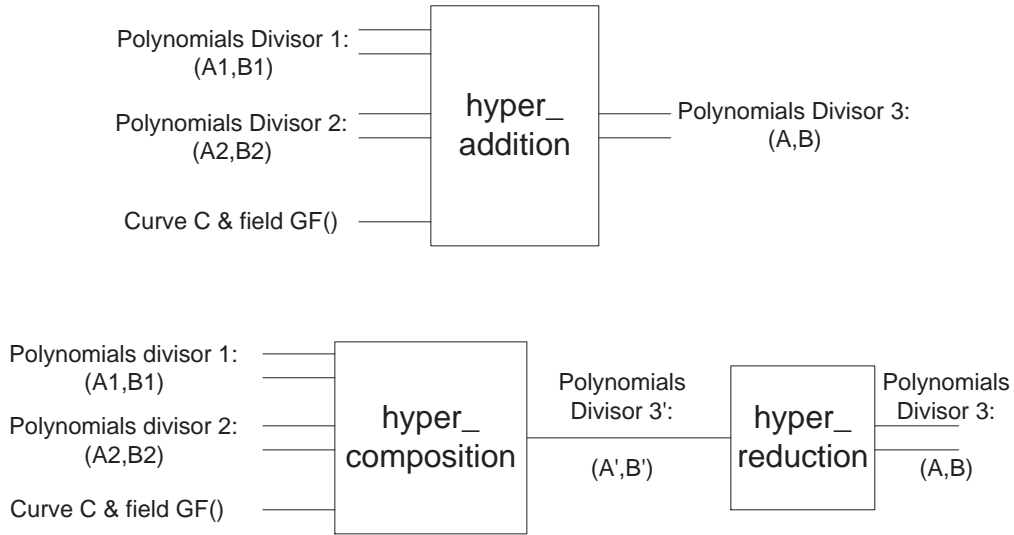 Polynomials Divisor 1:
(A1,B1)
Polynomials Divisor 2:
(A2,B2)
Curve C & field GF()
hyper_
addition
Polynomials Divisor 3:
(A,B)
Polynomials divisor 1:
(A1,B1)
Polynomials divisor 2:
(A2,B2)
Curve C & field GF()
hyper_
composition
Polynomials
Divisor 3':
(A',B')
hyper_
reduction
Polynomials
Divisor 3:
(A,B)